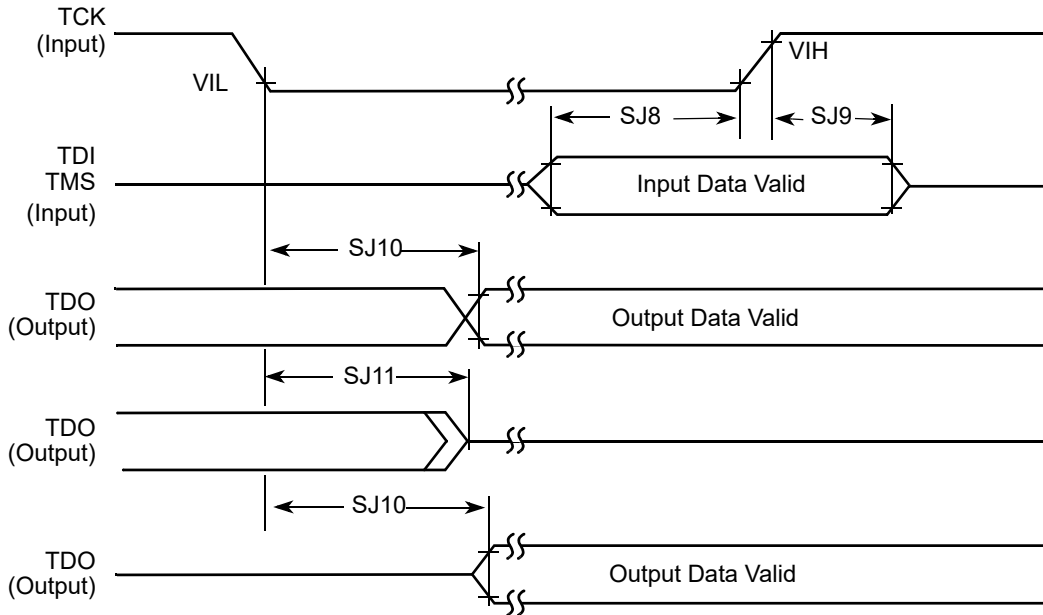 TCK
(Input)
VIL
VIH
SJ8
SJ9
TDI
TMS
(Input)
Input Data Valid
SJ10
TDO
(Output)
Output Data Valid
SJ11
TDO
(Output)
SJ10
TDO
(Output)
Output Data Valid